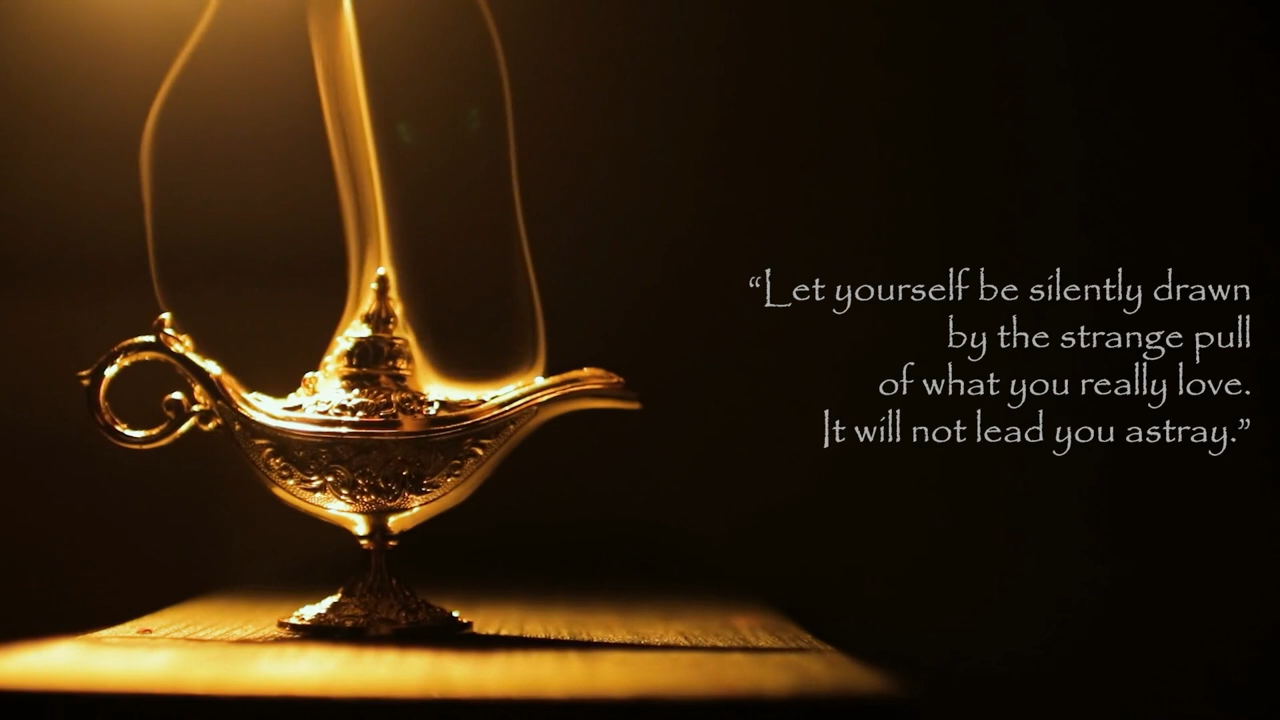 “Let yourself be silently drawn
by the strange pull
of what you really love.
It will not lead you astray.”